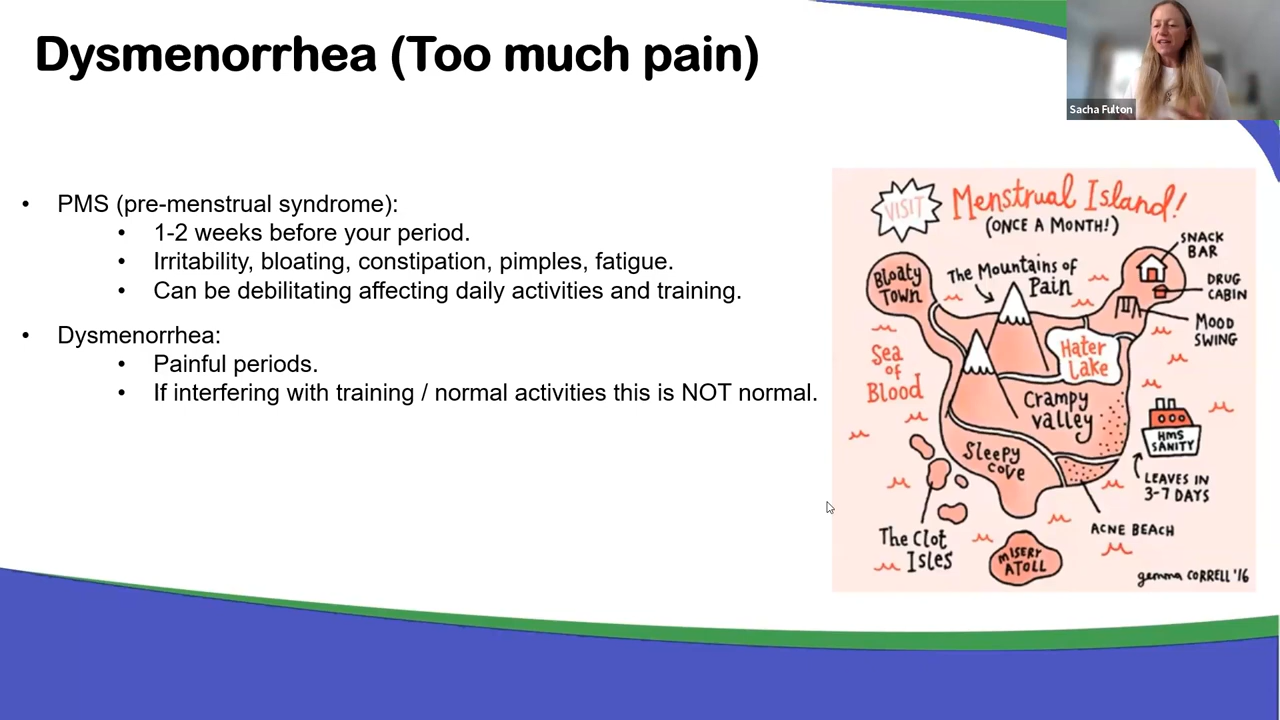 Dysmenorrhea (Too much pain)
Sacha Fulton
• PMS (pre-menstrual syndrome):
• 1-2 weeks before your period.
• Irritability, bloating, constipation, pimples, fatigue.
• Can be debilitating affecting daily activities and training.
• Dysmenorrhea:
• Painful periods.
• If interfering with training / normal activities this is NOT normal.
VISIT
Menstrual Island!
(ONCE A MONTH!)
SNACK
BAR
Bloaty
Town
The Mountains of
Pain
DRUG
CABIN
MOOD
SWING
Sea
of
Blood
Hater
Lake
Crampy
valley
HMS
SANITY
Sleepy
cove
LEAVES IN
3-7 DAYS
The Clot
Isles
ACNE BEACH
MISERY
ATOLL
gemma CORRELL '16